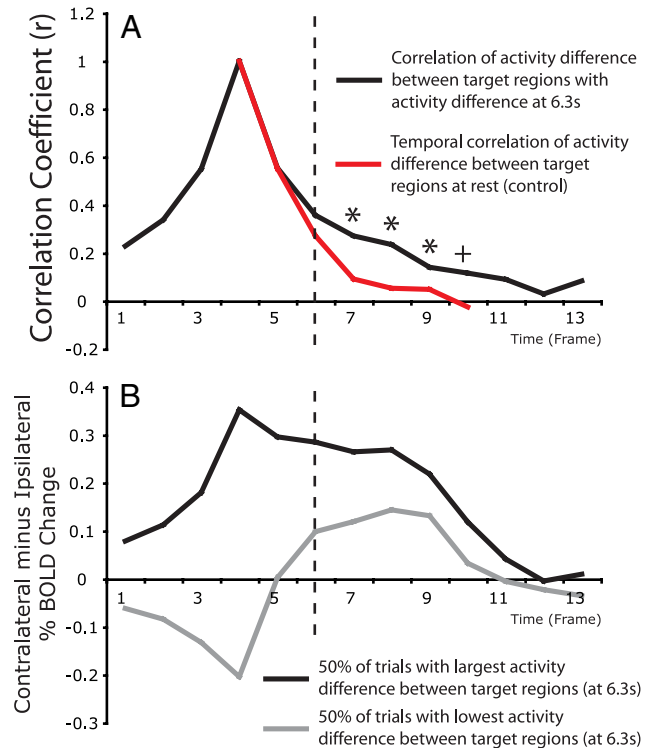 A
Correlation Coefficient (r)
1
0.8
0.6
0.4
0.2
0
-0.2
Correlation of activity difference
between target regions with
activity difference at 6.3s
Temporal correlation of activity
difference between target
regions at rest (control)
* * * +
1 3 5 7 9 11 13
Time (Frame)
B
Contralateral minus Ipsilateral
% BOLD Change
0.4
0.3
0.2
0.1
0
-0.1
-0.2
-0.3
1 3 5 7 9 11 13
Time (Frame)
50% of trials with largest activity
difference between target regions (at 6.3s)
50% of trials with lowest activity
difference between target regions (at 6.3s)